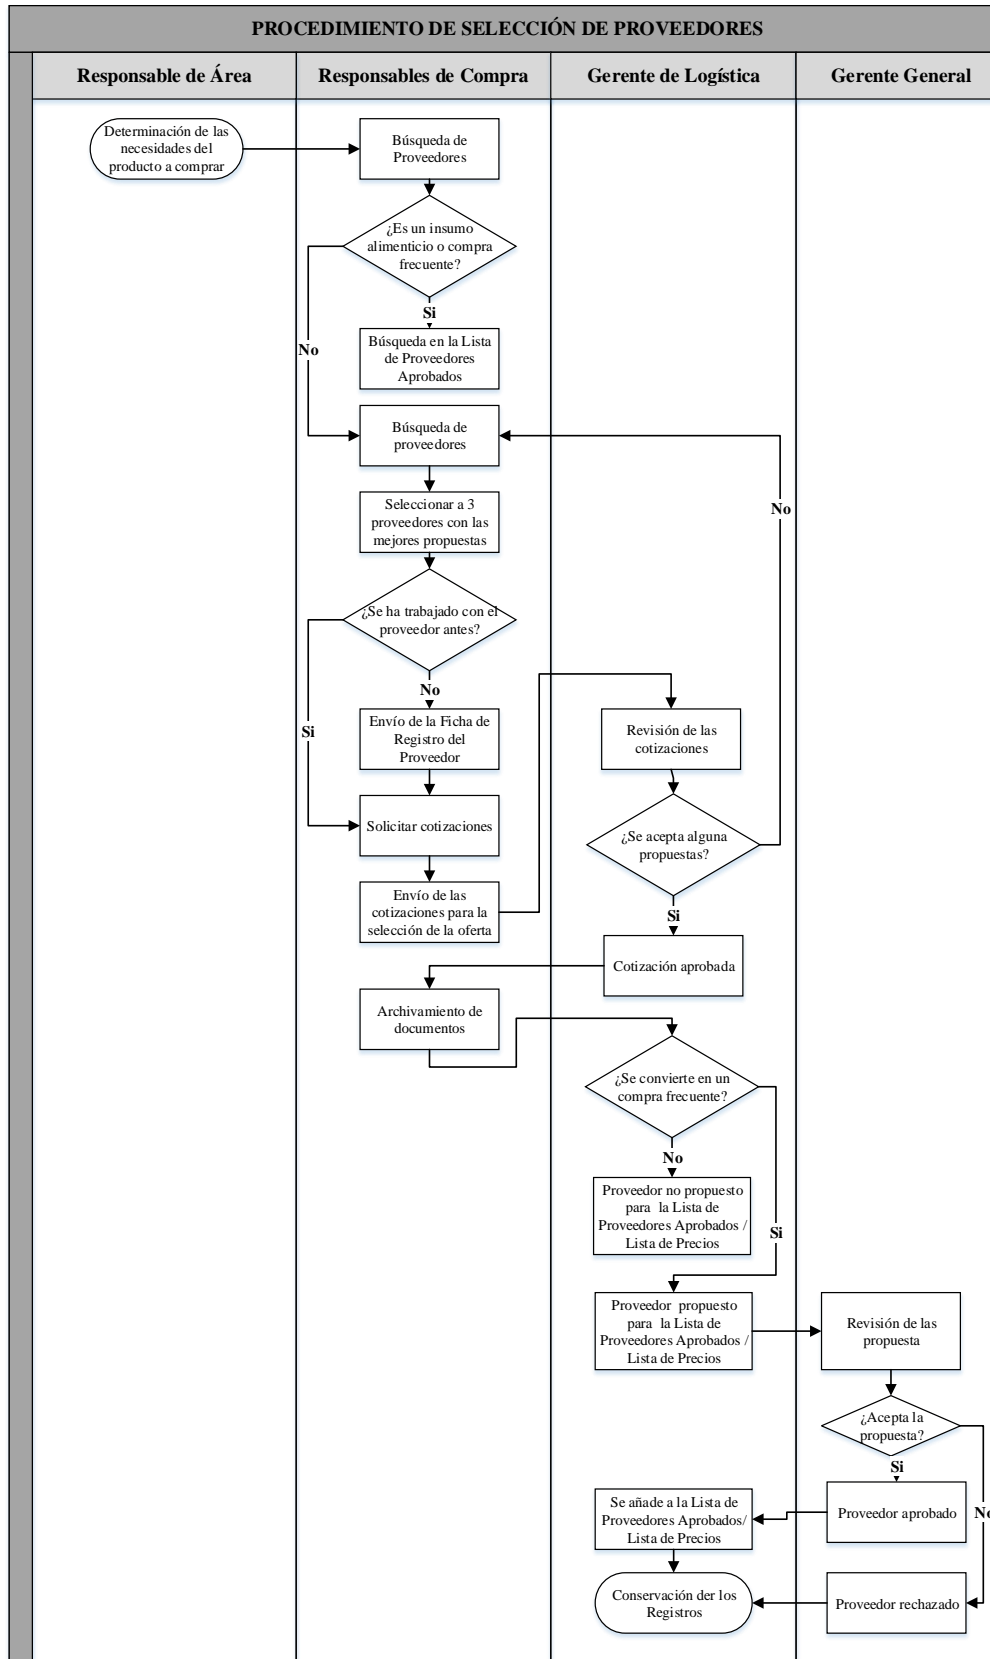 PROCEDIMIENTO DE SELECCIÓN DE PROVEEDORES
Responsable de Área
Responsables de Compra
Gerente de Logística
Gerente General
Determinación de las
necesidades del
producto a comprar
Búsqueda de
Proveedores
¿Es un insumo
alimenticio o compra
frecuente?
Si
No
Búsqueda en la Lista
de Proveedores
Aprobados
Búsqueda de
proveedores
No
Seleccionar a 3
proveedores con las
mejores propuestas
¿Se ha trabajado con el
proveedor antes?
No
Si
Envío de la Ficha de
Registro del
Proveedor
Revisión de las
cotizaciones
Solicitar cotizaciones
¿Se acepta alguna
propuestas?
Envío de las
cotizaciones para la
selección de la oferta
Si
Cotización aprobada
Archivamiento de
documentos
¿Se convierte en un
compra frecuente?
No
Proveedor no propuesto
para la Lista de
Proveedores Aprobados /
Lista de Precios
Si
Proveedor propuesto
para la Lista de
Proveedores Aprobados /
Lista de Precios
Revisión de las
propuesta
¿Acepta la
propuesta?
Si
Se añade a la Lista de
Proveedores Aprobados/
Lista de Precios
Proveedor aprobado
No
Conservación der los
Registros
Proveedor rechazado